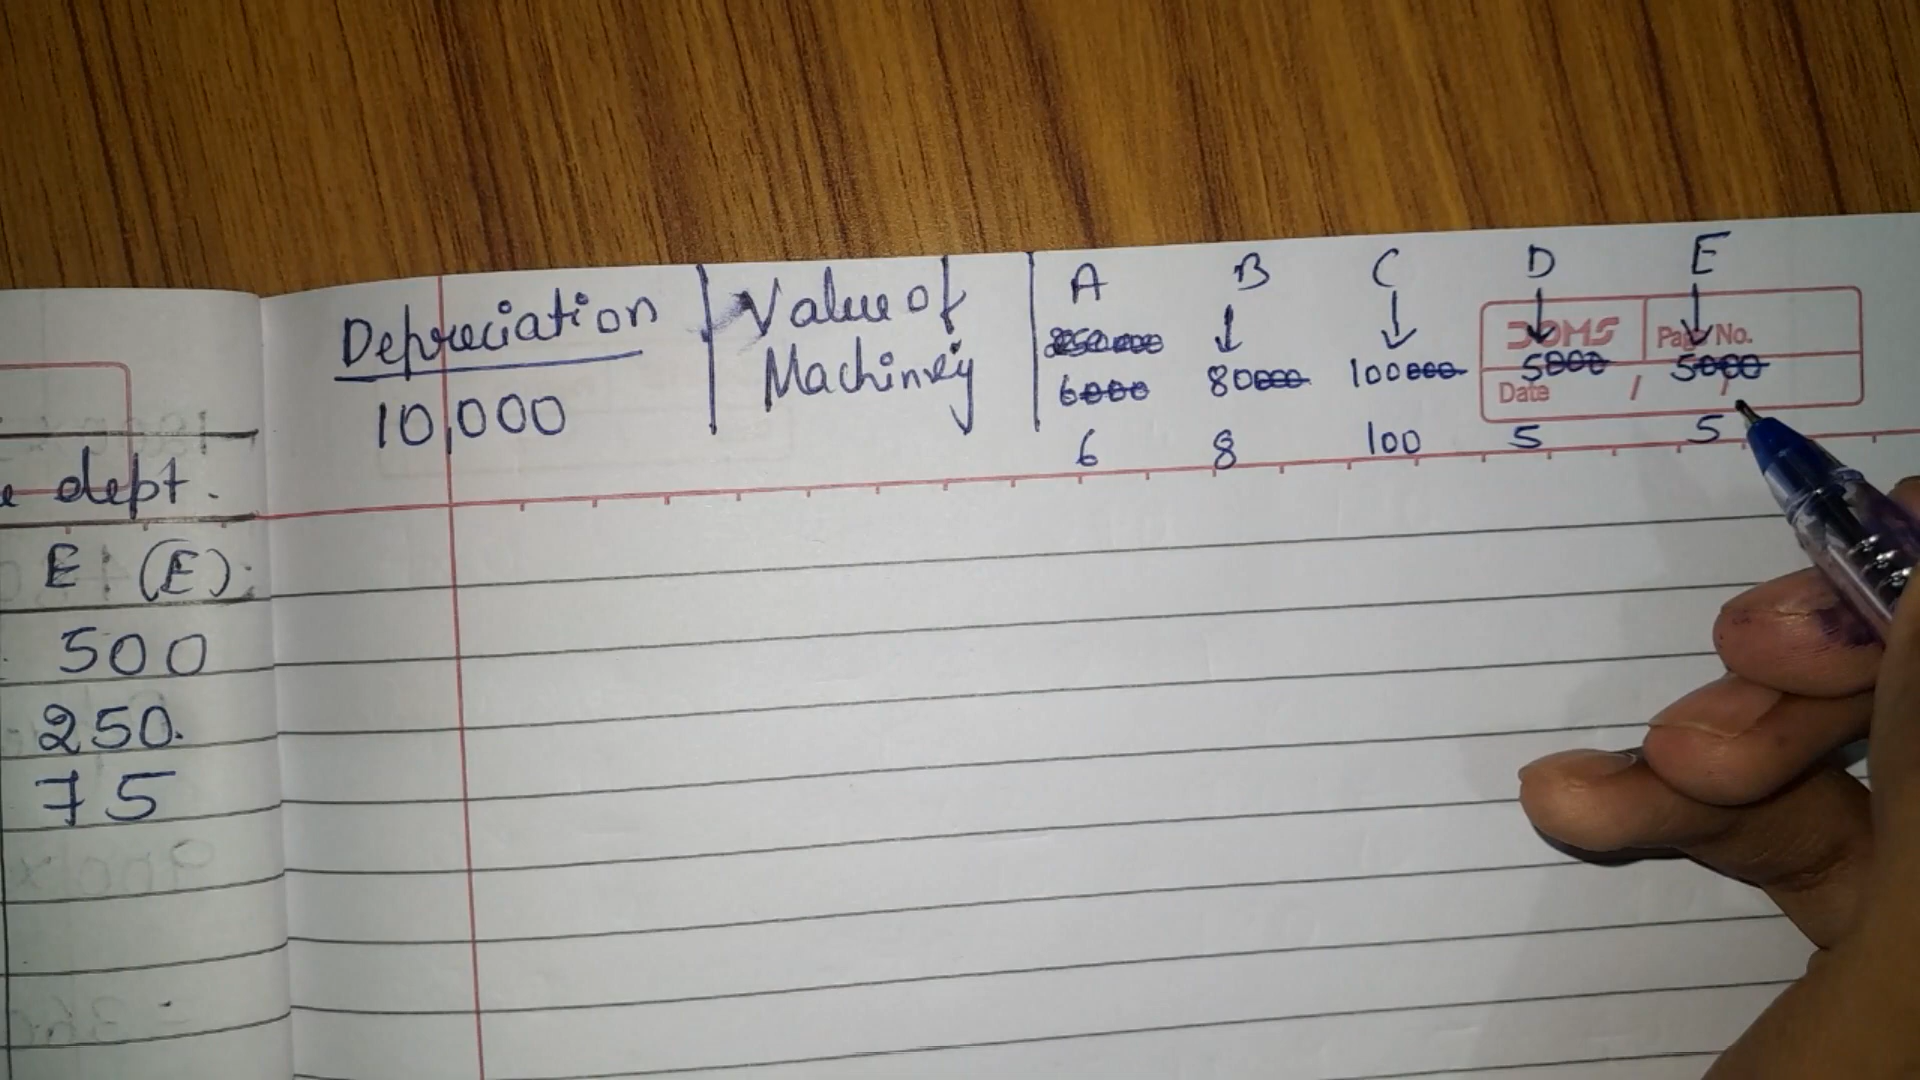 A B C D E
Depreciation Value of Machinrey
DOMS Page No.
6000 80000 100000 5000 5000
10,000
Date / /
6 8 100 5 5
dept.
E (E)
500
250.
75